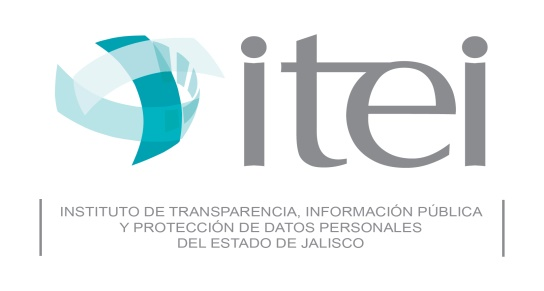 itei
INSTITUTO DE TRANSPARENCIA, INFORMACIÓN PÚBLICA
Y PROTECCIÓN DE DATOS PERSONALES
DEL ESTADO DE JALISCO